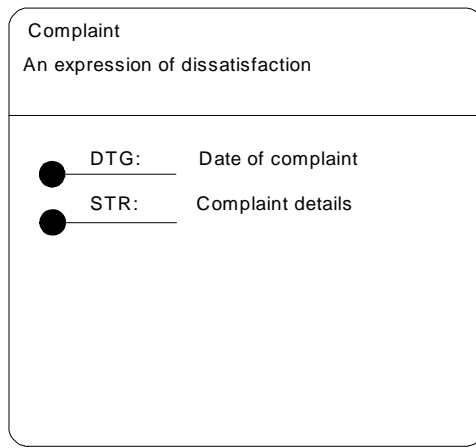 Complaint
An expression of dissatisfaction
DTG: Date of complaint
STR: Complaint details